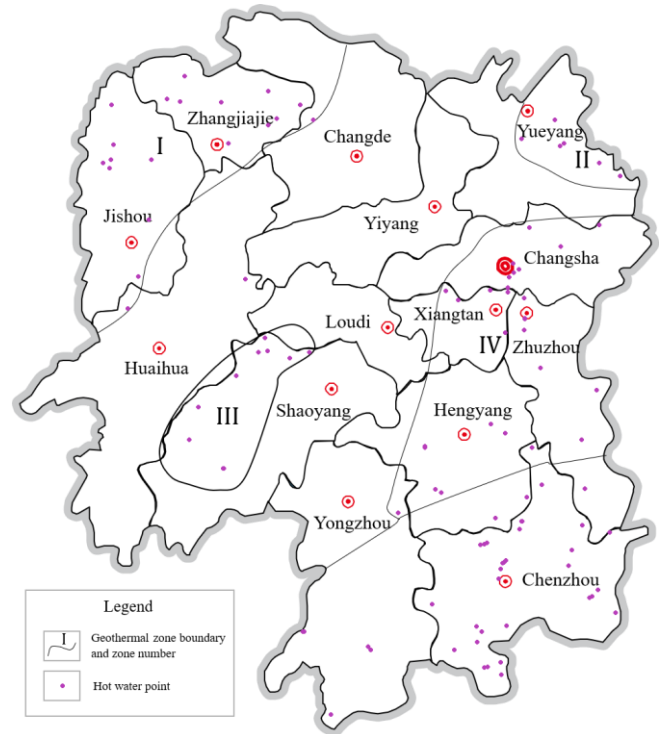 Zhangjiajie
I
Changde
Yueyang
II
Jishou
Yiyang
Changsha
Xiangtan
Loudi
IV
Zhuzhou
Huaihua
III
Shaoyang
Hengyang
Yongzhou
Chenzhou
Legend
I
Geothermal zone boundary
and zone number
Hot water point